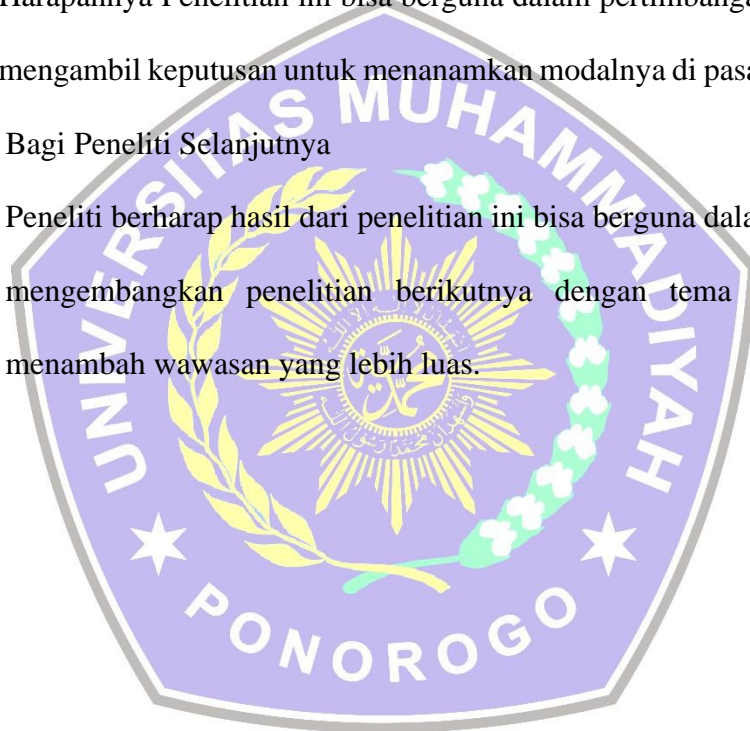 Harapannya Penelitian ini bisa berguna dalam pertimbanga
mengambil keputusan untuk menanamkan modalnya di pasa
Bagi Peneliti Selanjutnya
Peneliti berharap hasil dari penelitian ini bisa berguna dala
mengembangkan penelitian berikutnya dengan tema
menambah wawasan yang lebih luas.
UNIVERSITAS MUHAMMADIYAH
PONOROGO